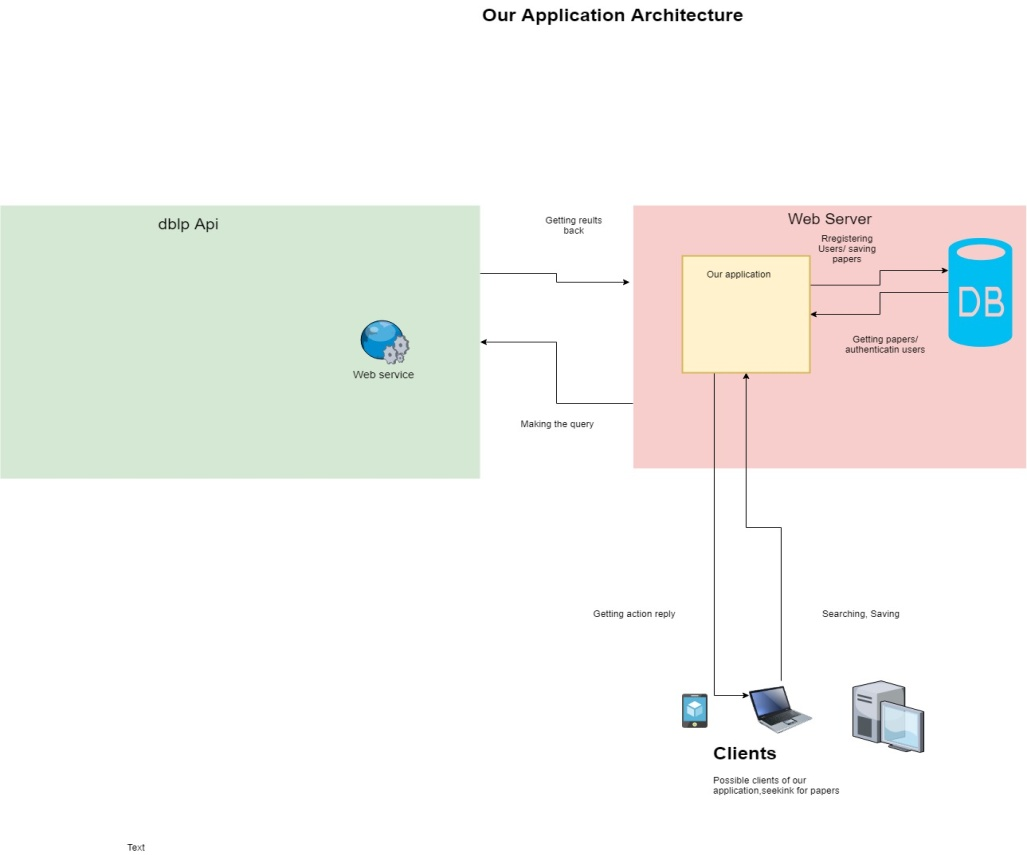 Our Application Architecture
dblp Api
Getting reults
back
Web Server
Rregistering
Users/ saving
papers
Our application
DB
Getting papers/
authenticatin users
Web service
Making the query
Getting action reply
Searching, Saving
Clients
Possible clients of our
application,seekink for papers
Text